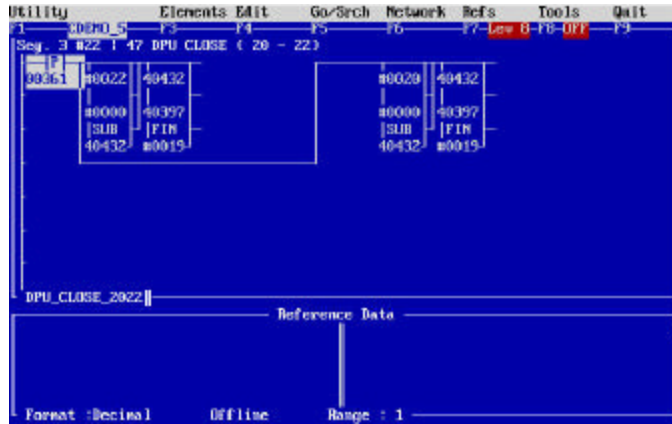 Utility Elements Edit Go/Srch Network Refs Tools Quit
F1 DEMO_5 F3 F4 F5 F6 F7-Lev 8-F8-OFF F9
Seg. 3 #22 | 47 DPU CLOSE ( 20 - 22)
P
00361 #0022 40432 #0020 40432
#0000 40397 #0000 40397
SUB FIN SUB FIN
40432 #0019 40432 #0019
DPU_CLOSE_2022
Reference Data
Format :Decimal Offline Range : 1